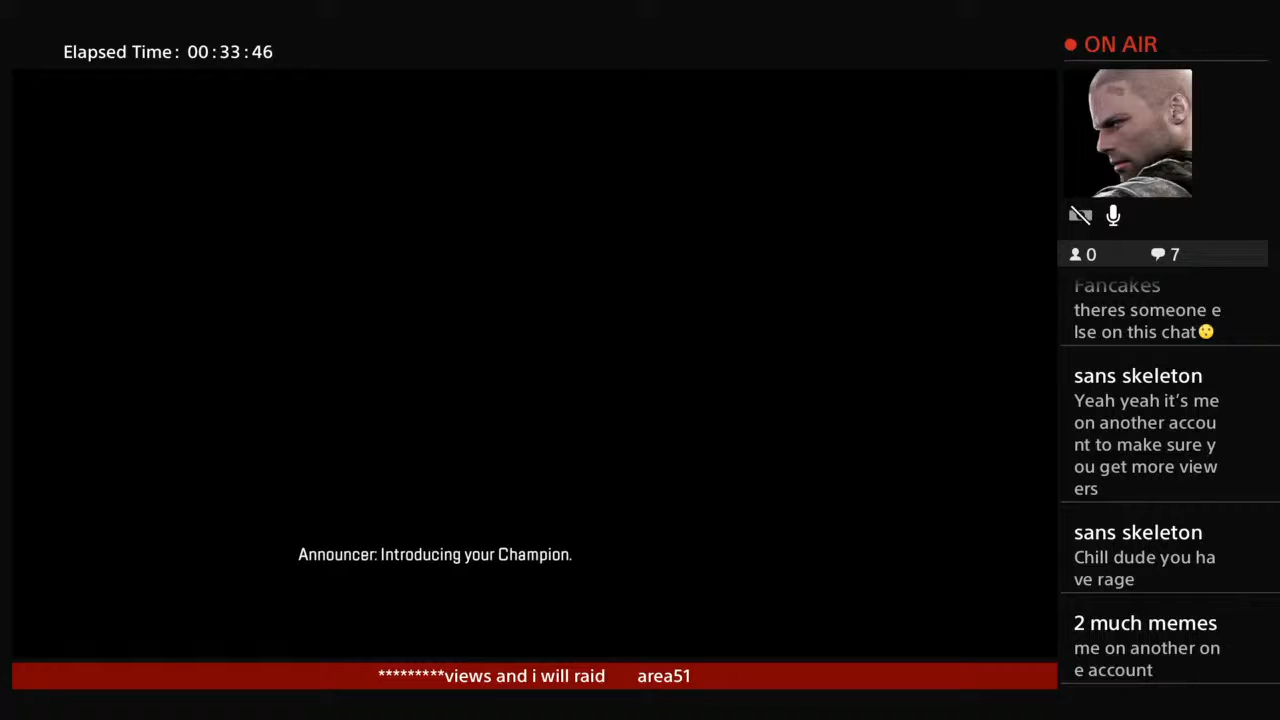 Elapsed Time: 00:33:46
ON AIR
0 7
Fancakes
theres someone e
lse on this chat😯
sans skeleton
Yeah yeah it’s me
on another accou
nt to make sure y
ou get more view
ers
sans skeleton
Chill dude you ha
ve rage
2 much memes
me on another on
e account
Announcer: Introducing your Champion.
*********views and i will raid area51